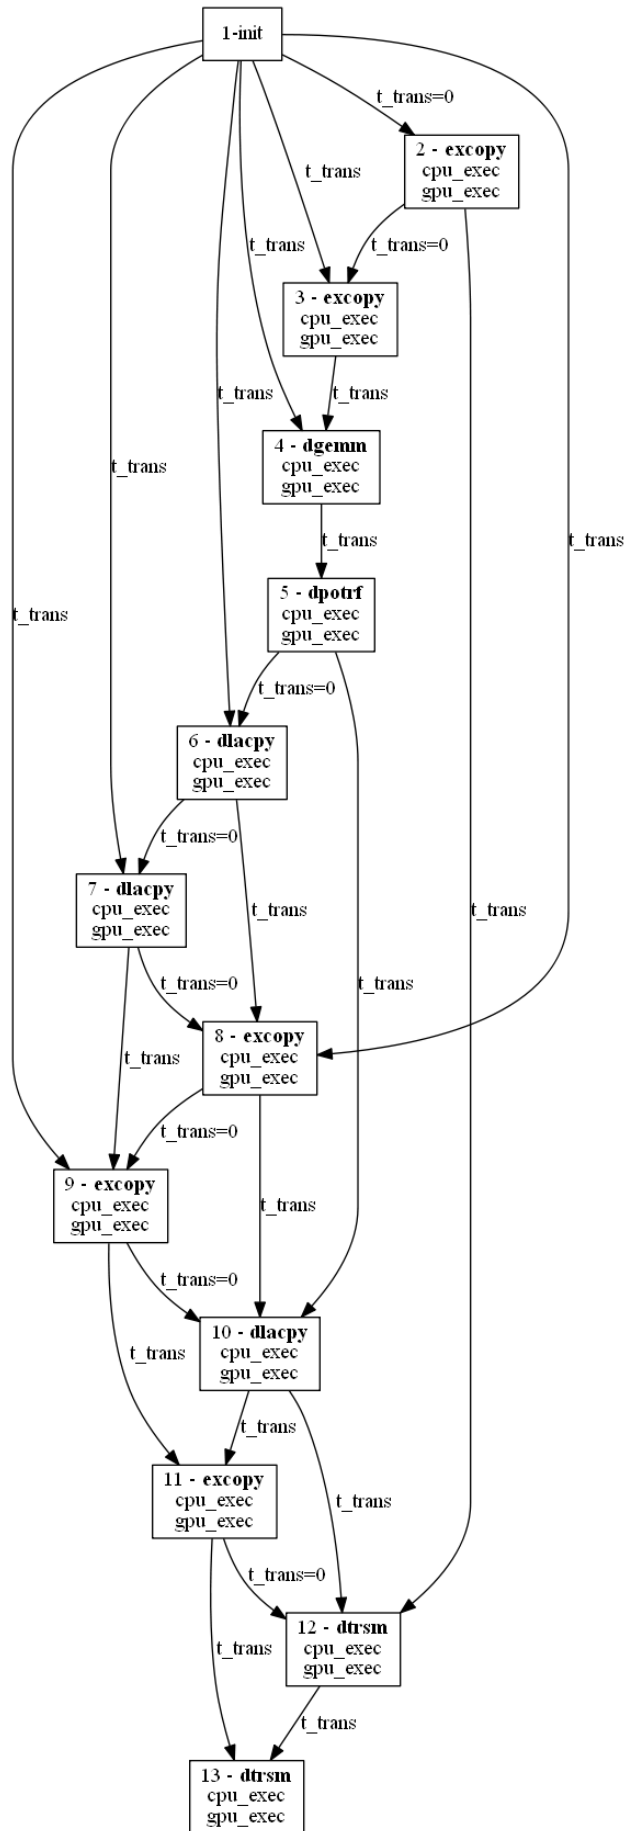 1-init
t_trans=0
2 - excopy
cpu_exec
gpu_exec
t_trans
t_trans
t_trans=0
3 - excopy
cpu_exec
gpu_exec
t_trans
t_trans
4 - dgemm
cpu_exec
gpu_exec
t_trans
t_trans
t_trans
5 - dpotrf
cpu_exec
gpu_exec
t_trans
t_trans=0
6 - dlacpy
cpu_exec
gpu_exec
t_trans=0
7 - dlacpy
cpu_exec
gpu_exec
t_trans
t_trans
t_trans=0
t_trans
8 - excopy
cpu_exec
gpu_exec
t_trans
t_trans=0
9 - excopy
cpu_exec
gpu_exec
t_trans
t_trans=0
10 - dlacpy
cpu_exec
gpu_exec
t_trans
t_trans
11 - excopy
cpu_exec
gpu_exec
t_trans
t_trans=0
12 - dtrsm
cpu_exec
gpu_exec
t_trans
t_trans
13 - dtrsm
cpu_exec
gpu_exec